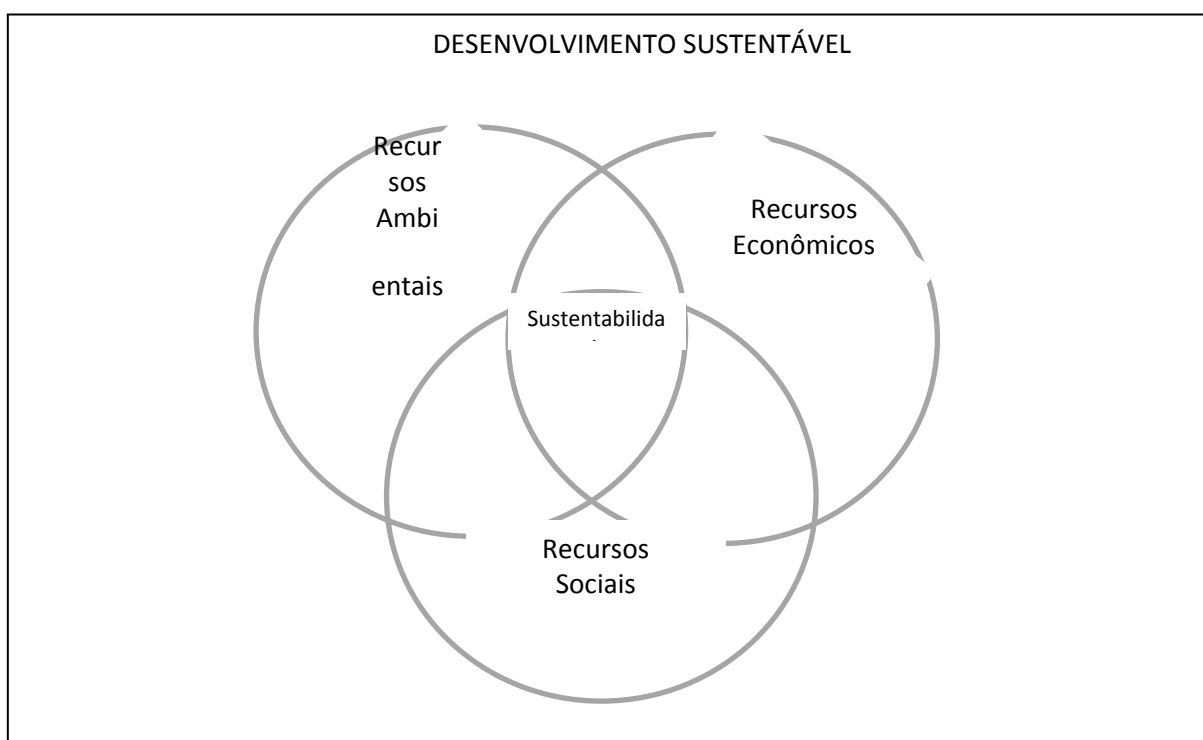 DESENVOLVIMENTO SUSTENTÁVEL
Recur
sos
Ambi
entais
Recursos
Econômicos
Sustentabilida
Recursos
Sociais